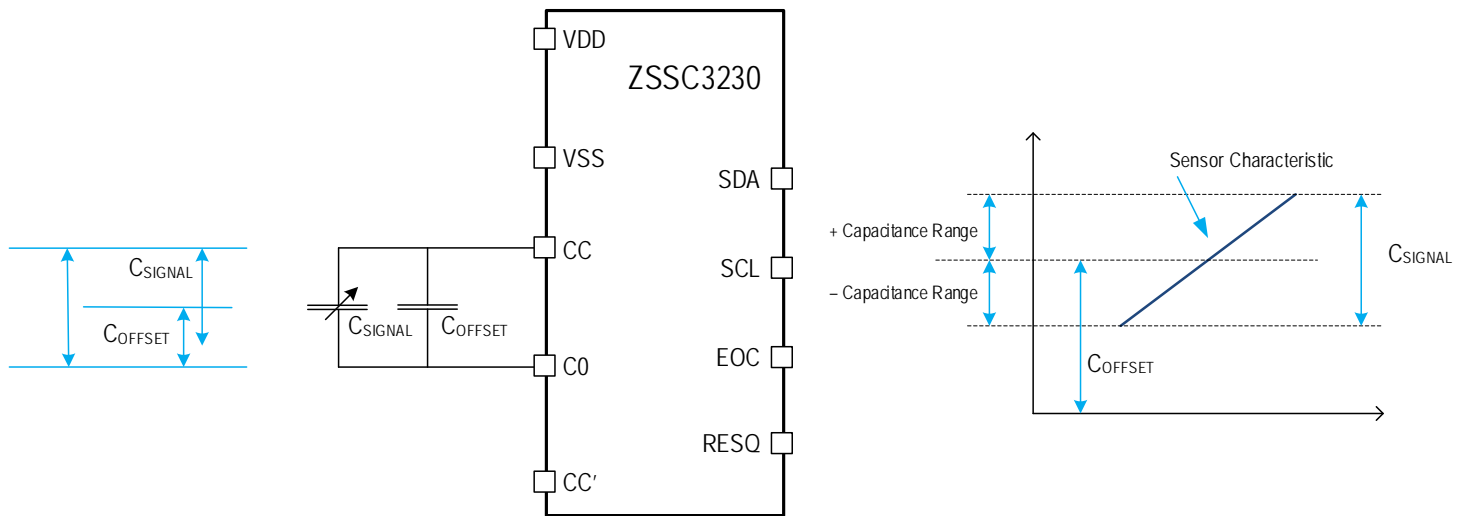 VDD
ZSSC3230
VSS
SDA
CC
SCL
C0
EOC
RESQ
CC'
CSIGNAL
COFFSET
CSIGNAL
COFFSET
Sensor Characteristic
+ Capacitance Range
– Capacitance Range
CSIGNAL
COFFSET